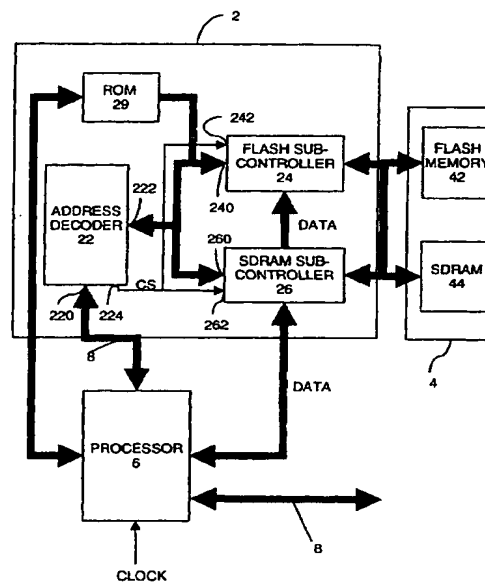 2
ROM
29
242
FLASH SUB-
CONTROLLER
24
FLASH
MEMORY
42
222
240
ADDRESS
DECODER
22
DATA
260
SDRAM SUB-
CONTROLLER
26
SDRAM
44
CS
220
224
262
8
4
DATA
PROCESSOR
6
8
CLOCK